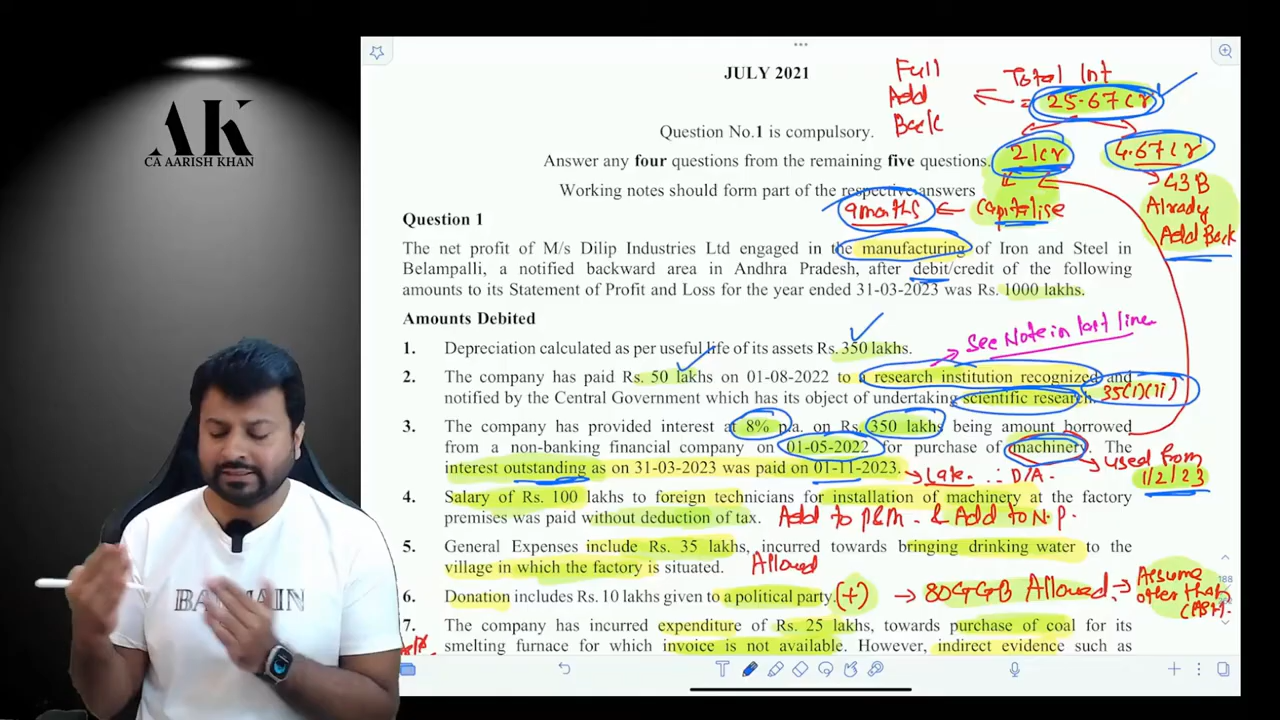 AK
CA AARISH KHAN
BALMAIN
JULY 2021
Full
Add
Back
Total Int
= 25.67 Cr
21 Cr
4.67 Cr
Question No.1 is compulsory.
Answer any four questions from the remaining five questions.
Working notes should form part of the respective answers
9 months
capitalise
43B
Alrady
Add Back
Question 1
The net profit of M/s Dilip Industries Ltd engaged in the manufacturing of Iron and Steel in
Belampalli, a notified backward area in Andhra Pradesh, after debit/credit of the following
amounts to its Statement of Profit and Loss for the year ended 31-03-2023 was Rs. 1000 lakhs.
Amounts Debited
See Note in last line
1. Depreciation calculated as per useful life of its assets Rs. 350 lakhs.
2. The company has paid Rs. 50 lakhs on 01-08-2022 to a research institution recognized and
notified by the Central Government which has its object of undertaking scientific research.
35(1)(ii)
3. The company has provided interest at 8% p.a. on Rs. 350 lakhs being amount borrowed
from a non-banking financial company on 01-05-2022 for purchase of machinery. The
interest outstanding as on 31-03-2023 was paid on 01-11-2023.
Late. ∴ D/A.
used from
1/2/23
4. Salary of Rs. 100 lakhs to foreign technicians for installation of machinery at the factory
premises was paid without deduction of tax.
Add to P&M. & Add to N.P.
5. General Expenses include Rs. 35 lakhs, incurred towards bringing drinking water to the
village in which the factory is situated.
Allowed
6. Donation includes Rs. 10 lakhs given to a political party.
(+)
80GGB Allowed.
Assume
other than
188
7. The company has incurred expenditure of Rs. 25 lakhs, towards purchase of coal for its
smelting furnace for which invoice is not available. However, indirect evidence such as